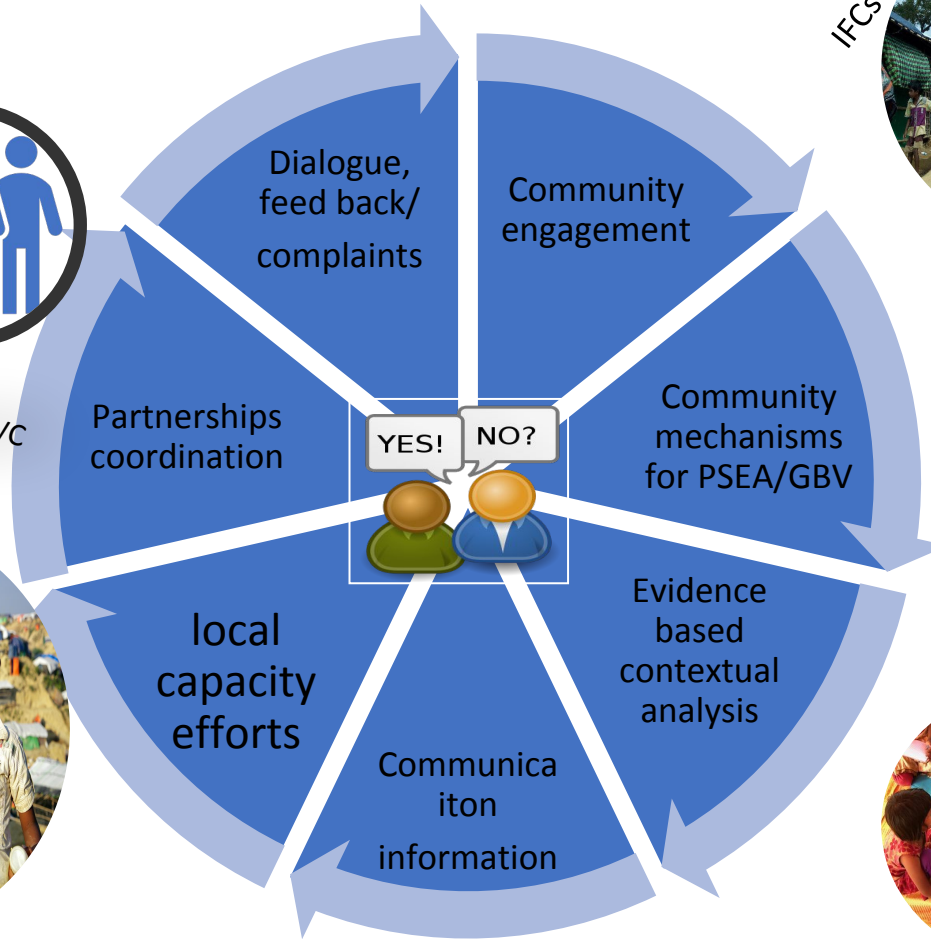 IFCs
Dialogue,
feed back/
complaints
Community
engagement
Community
mechanisms
for PSEA/GBV
Evidence
based
contextual
analysis
Communica
iton
information
local
capacity
efforts
Partnerships
coordination
/C
YES!
NO?